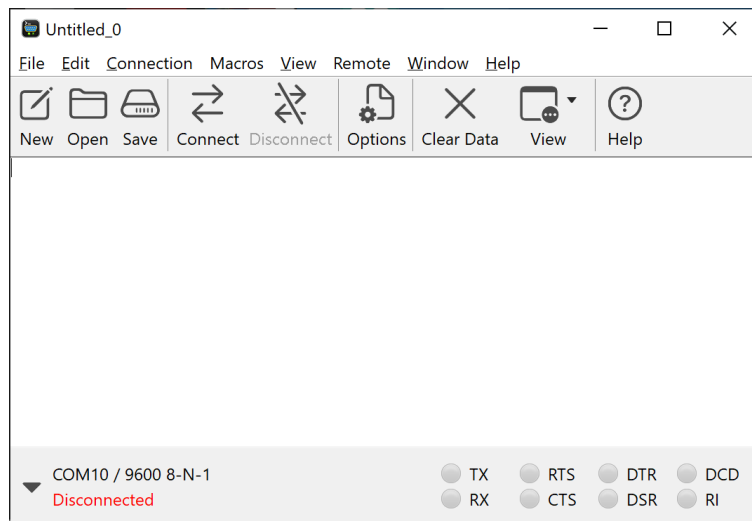 Untitled_0
File Edit Connection Macros View Remote Window Help
New Open Save Connect Disconnect Options Clear Data View Help
COM10 / 9600 8-N-1 TX RTS DTR DCD
Disconnected RX CTS DSR RI